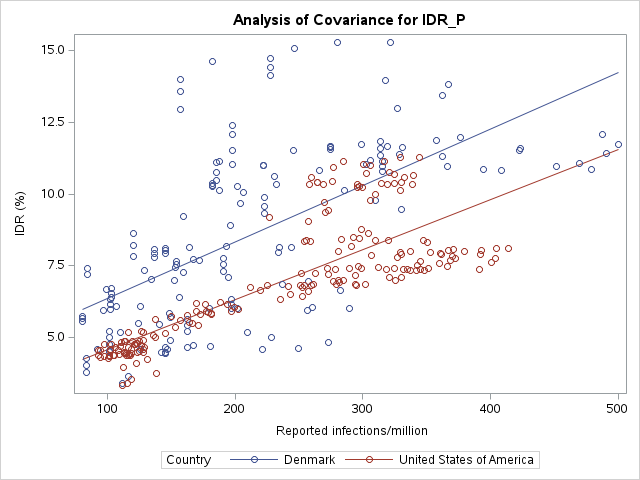 Analysis of Covariance for IDR_P
15.0
12.5
10.0
7.5
5.0
IDR (%)
100 200 300 400 500
Reported infections/million
Country Denmark United States of America